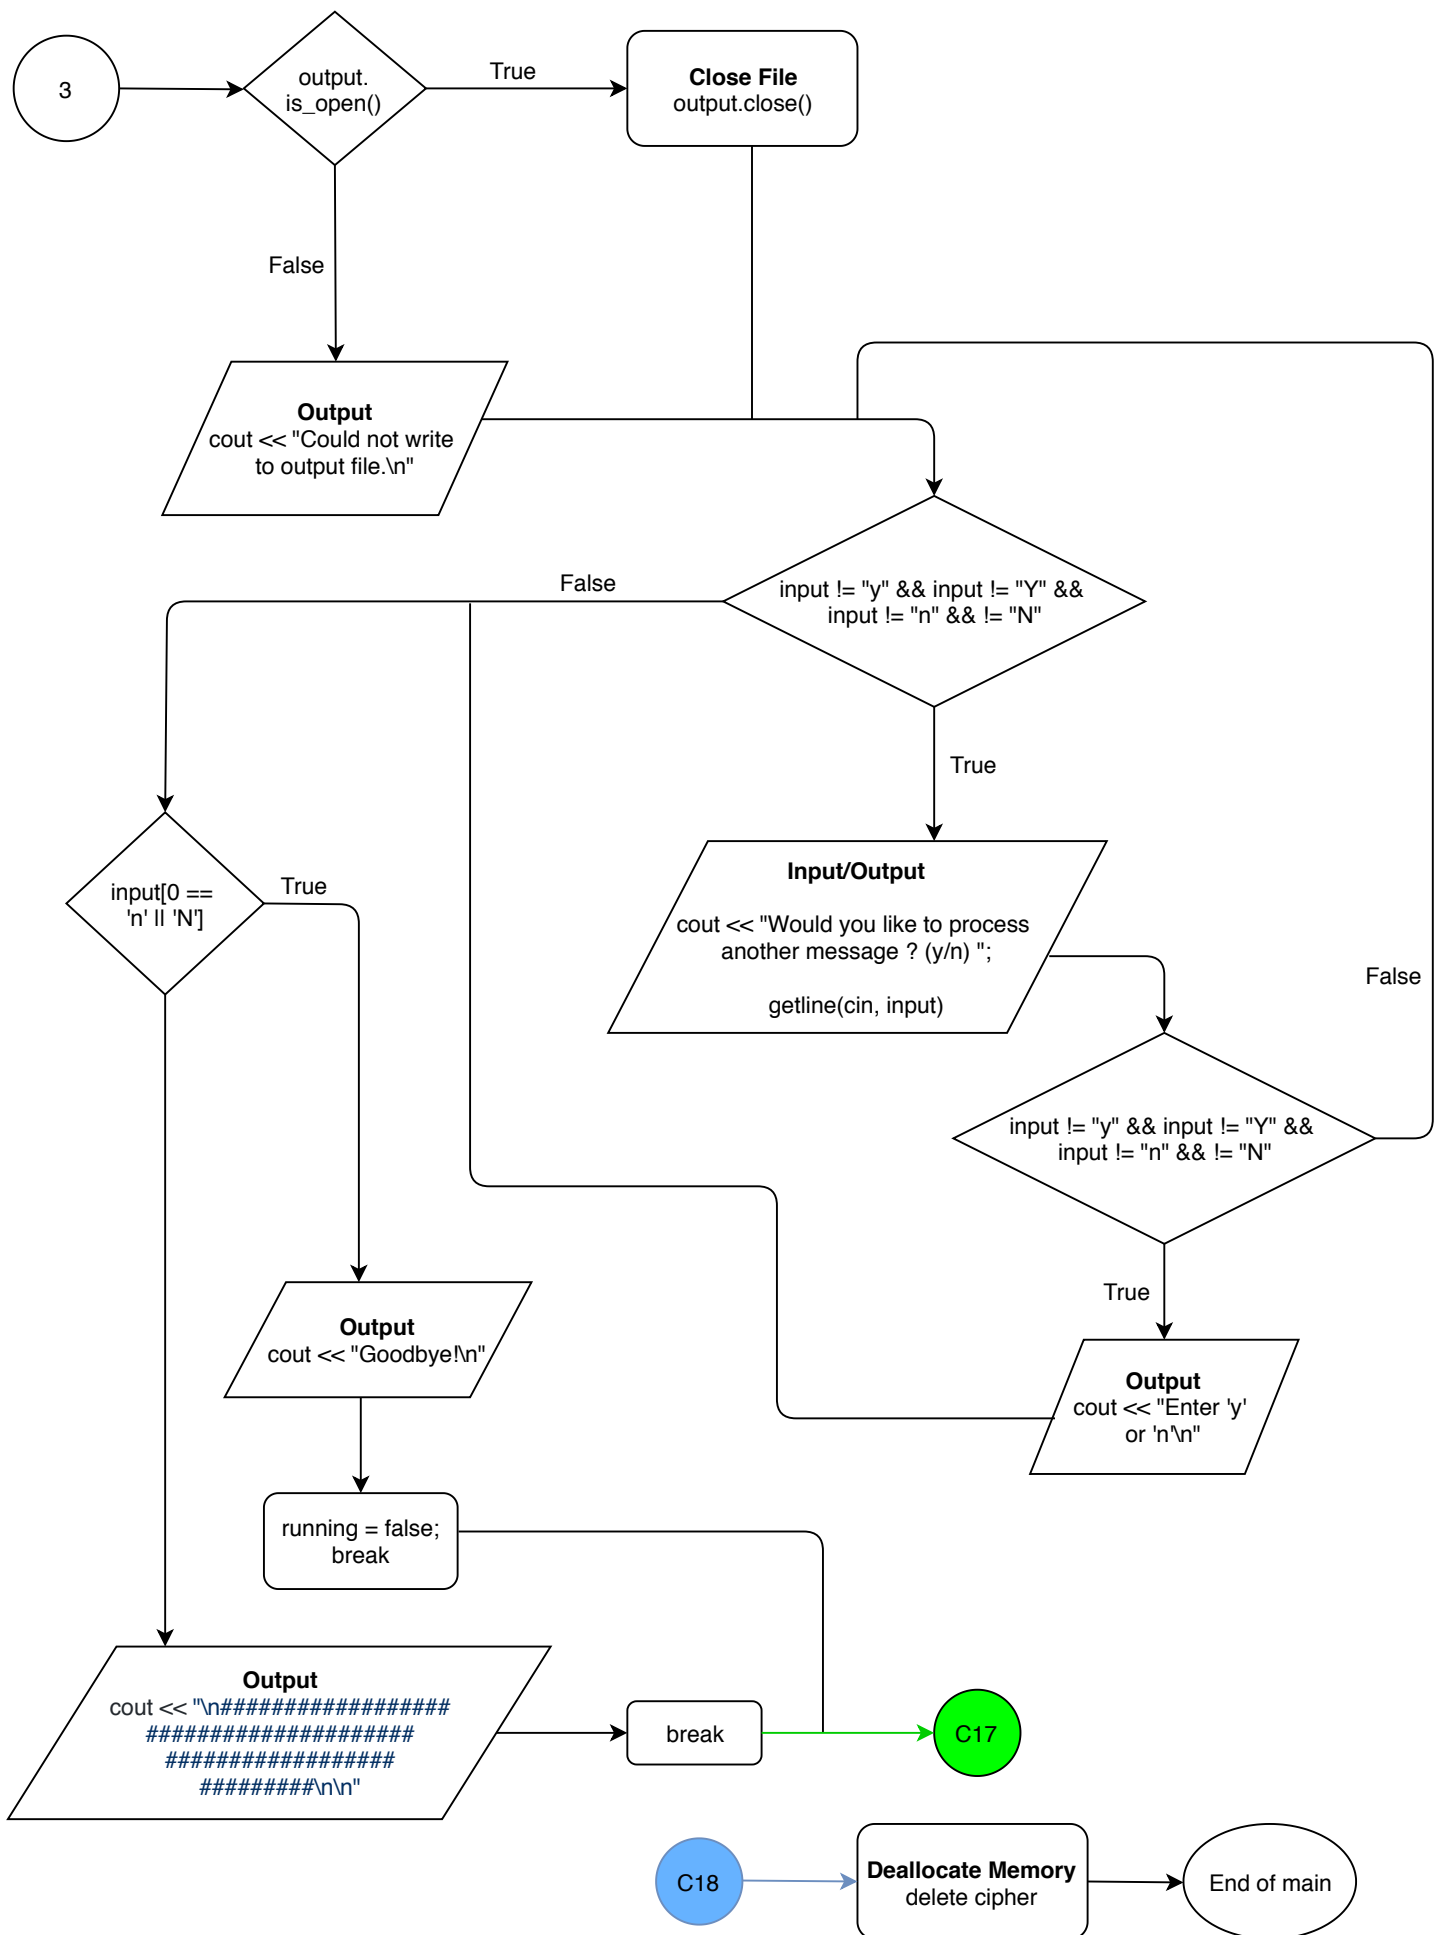 3
output.
is_open()
True
Close File
output.close()
False
Output
cout << "Could not write
to output file.\n"
False
input != "y" && input != "Y" &&
input != "n" && != "N"
True
input[0 ==
'n' || 'N']
True
Input/Output
cout << "Would you like to process
another message ? (y/n) ";
getline(cin, input)
False
input != "y" && input != "Y" &&
input != "n" && != "N"
True
Output
cout << "Goodbye!\n"
Output
cout << "Enter 'y'
or 'n'\n"
running = false;
break
Output
cout << "\n##################
#####################
##################
#########\n\n"
break
C17
C18
Deallocate Memory
delete cipher
End of main